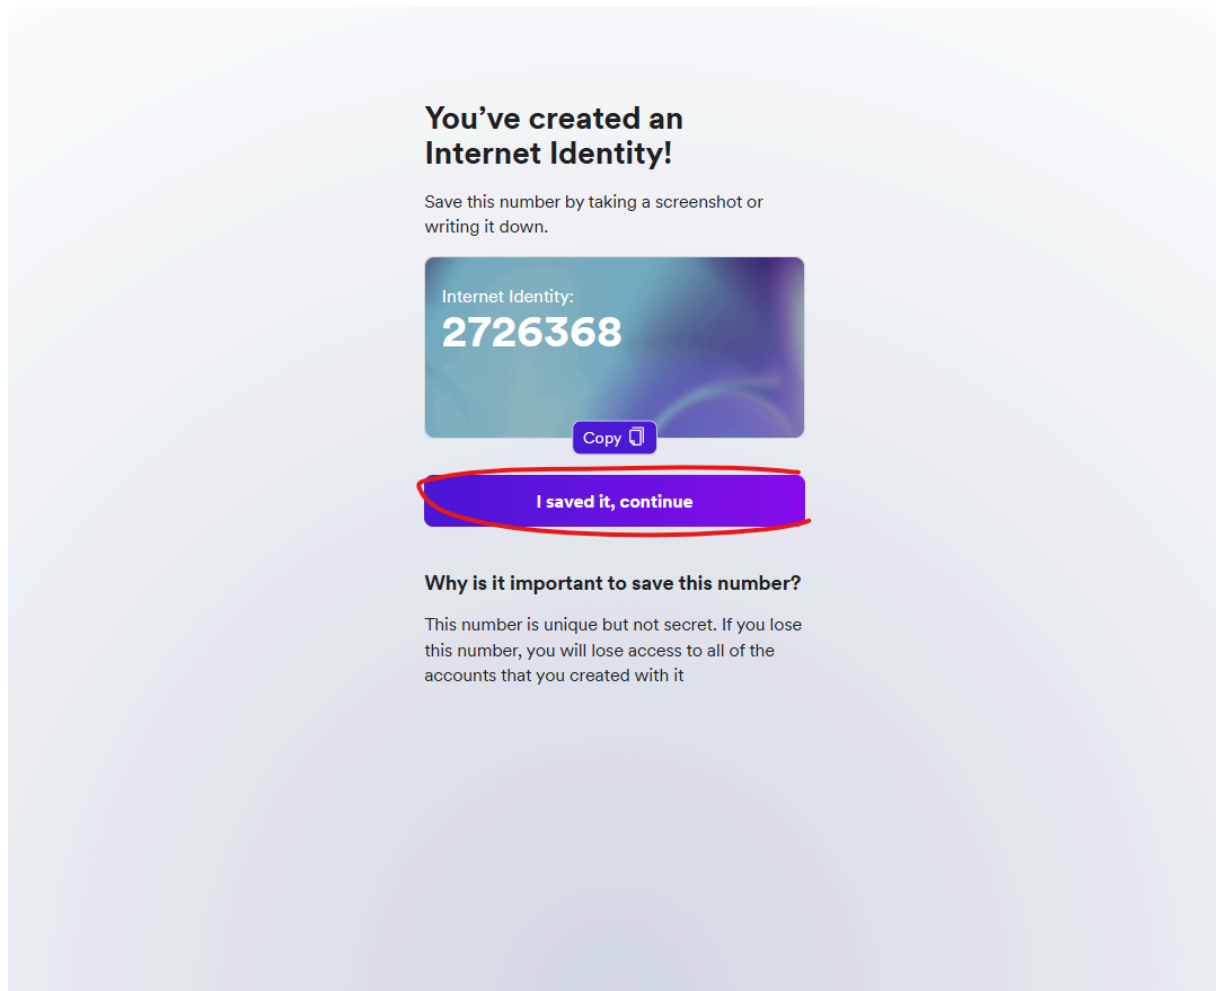 You’ve created an
Internet Identity!
Save this number by taking a screenshot or
writing it down.
Internet Identity:
2726368
Copy
I saved it, continue
Why is it important to save this number?
This number is unique but not secret. If you lose
this number, you will lose access to all of the
accounts that you created with it